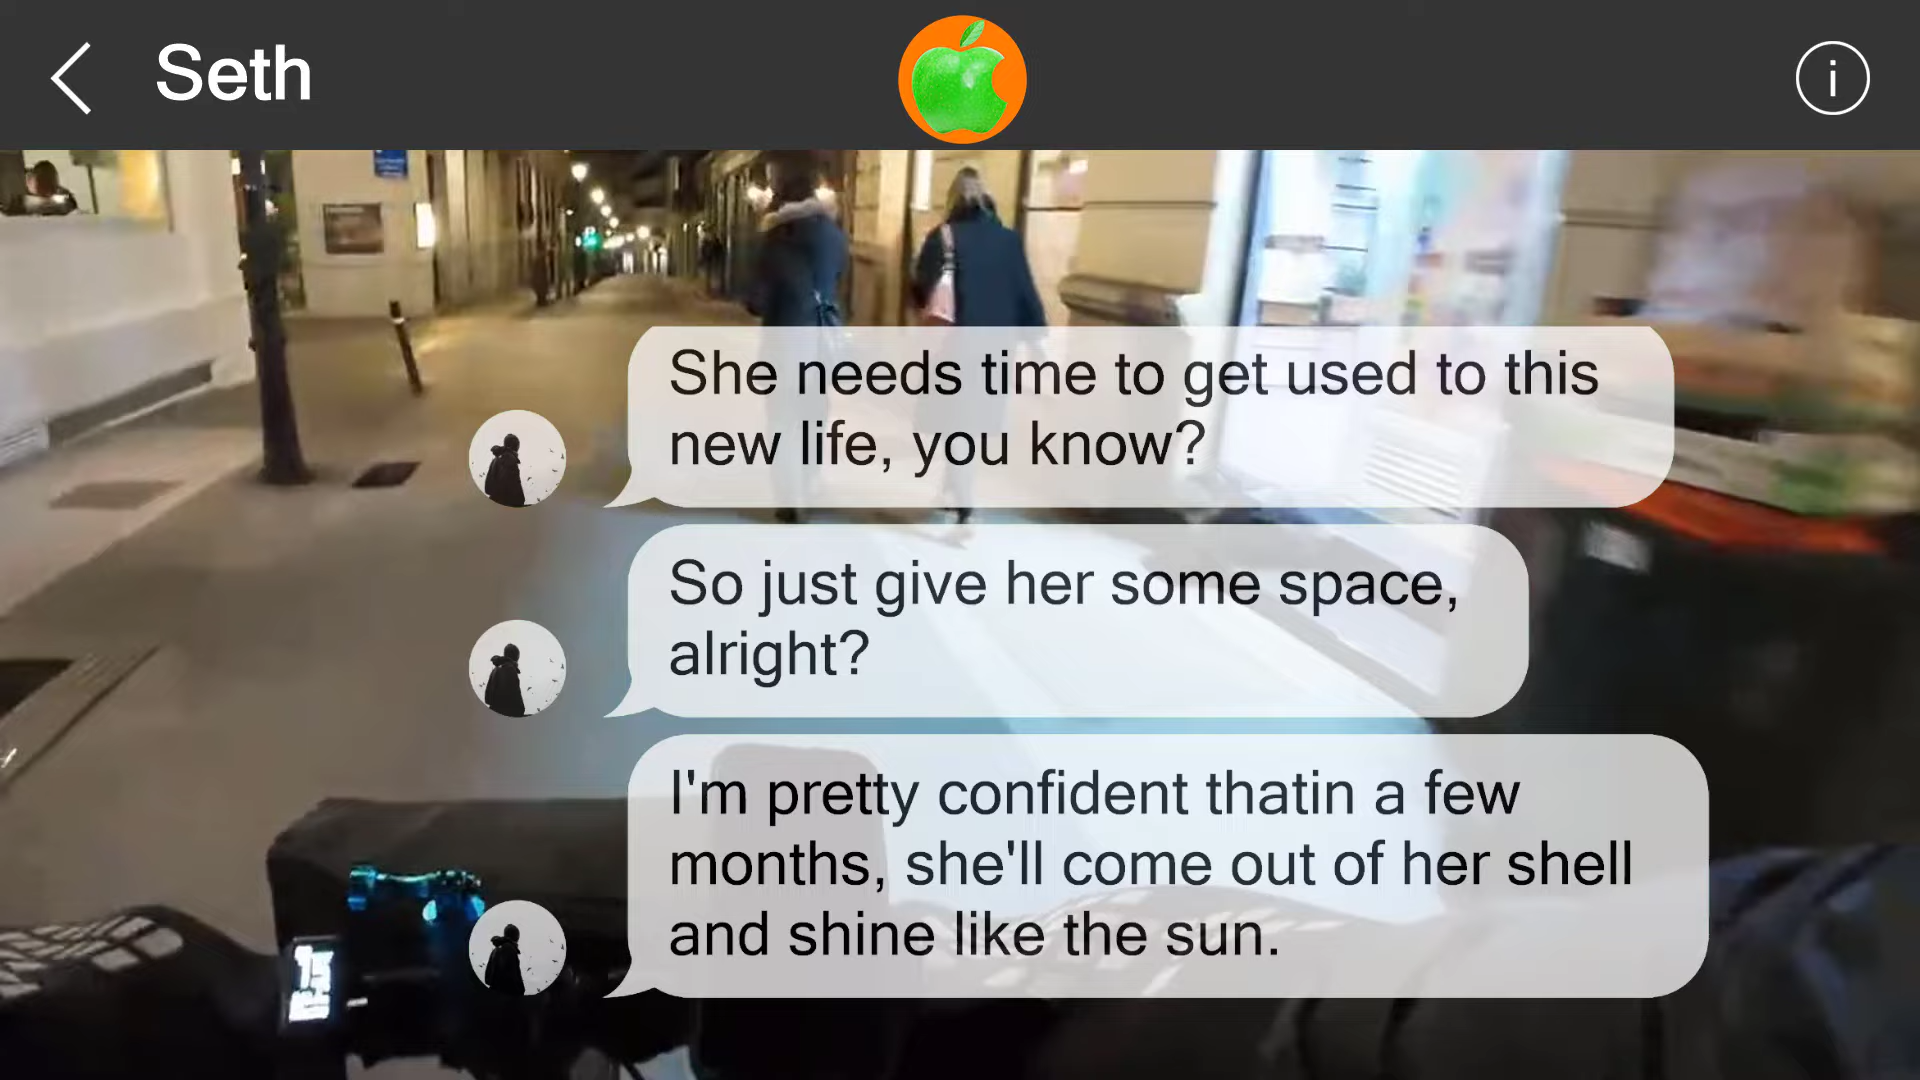 Seth
i
She needs time to get used to this
new life, you know?
So just give her some space,
alright?
I'm pretty confident thatin a few
months, she'll come out of her shell
and shine like the sun.